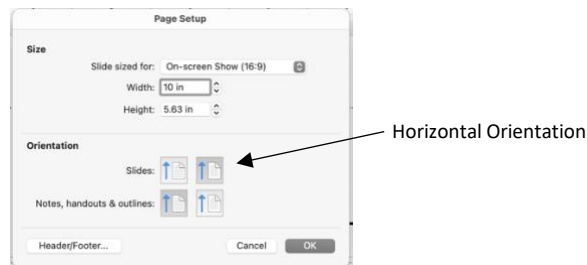 Page Setup
Size
Slide sized for: On-screen Show (16:9)
Width: 10 in
Height: 5.63 in
Horizontal Orientation
Orientation
Slides:
Notes, handouts & outlines:
Header/Footer... Cancel OK